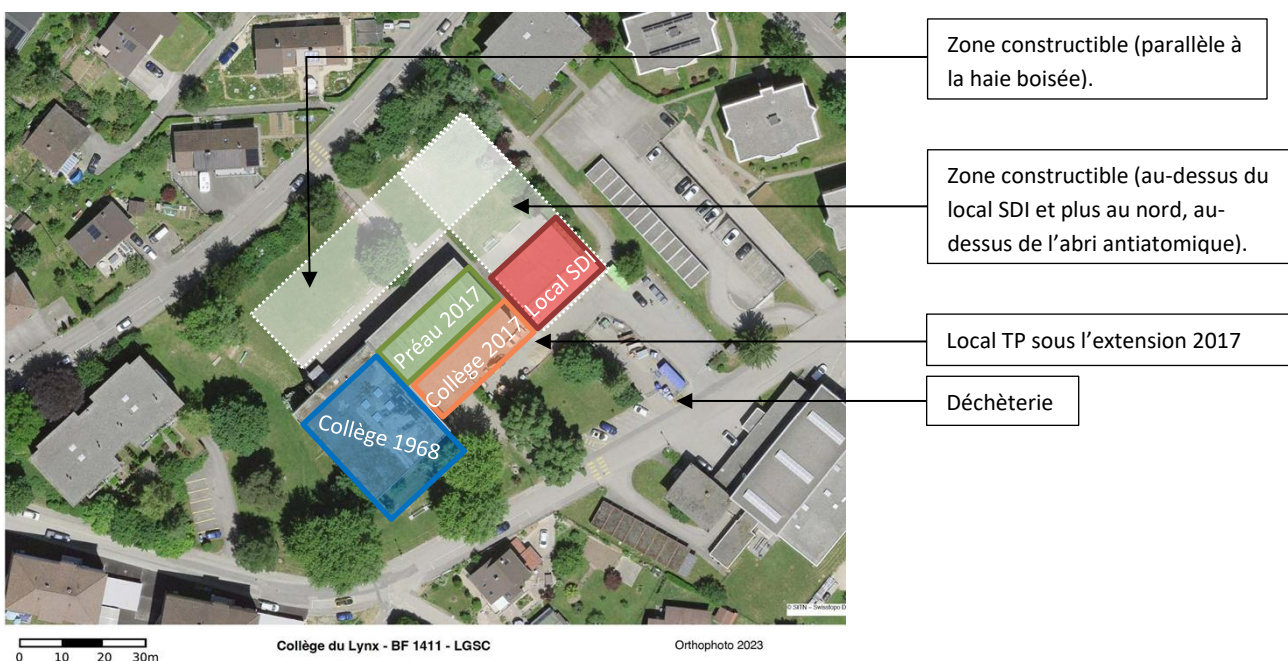 Zone constructible (parallèle à
la haie boisée).
Zone constructible (au-dessus du
local SDI et plus au nord, au-
dessus de l’abri antiatomique).
Local SDI
Préau 2017
Collège 2017
Local TP sous l’extension 2017
Déchèterie
Collège 1968
© SITN – Swisstopo D
0 10 20 30m
Collège du Lynx - BF 1411 - LGSC
Orthophoto 2023